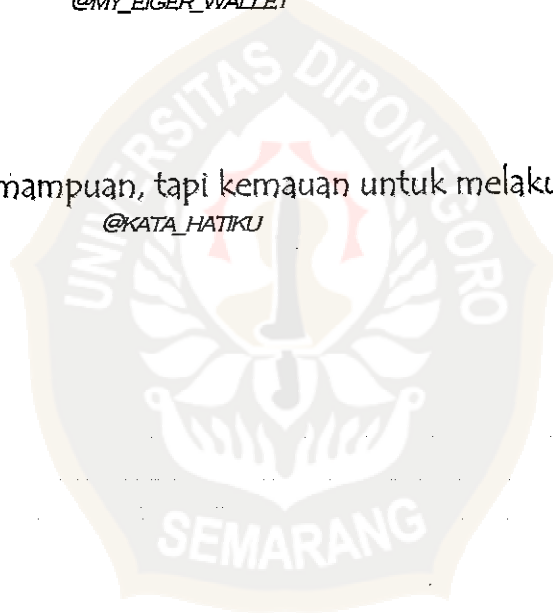 @MY_EIGER_WALLET
mampuan, tapi kemauan untuk melaku
@KATA_HATIKU
UNIVERSITAS DIPONEGORO
SEMARANG